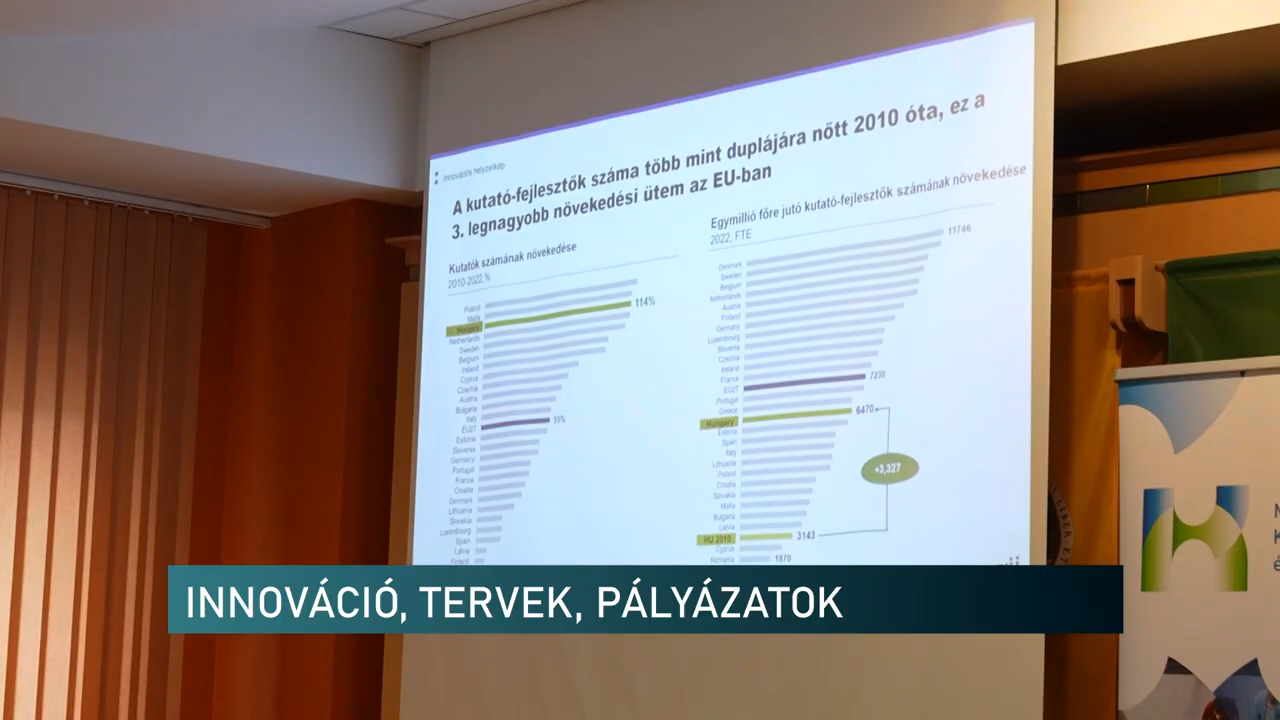 Innovációs helyzetkép
A kutató-fejlesztők száma több mint duplájára nőtt 2010 óta, ez a
3. legnagyobb növekedési ütem az EU-ban
Kutatók számának növekedése
2010-2022,%
Poland
Malta
Hungary
114%
Netherlands
Sweden
Belgium
Ireland
Cyprus
Czechia
Austria
Bulgaria
Italy
EU27
55%
Estonia
Slovenia
Germany
Portugal
France
Croatia
Denmark
Lithuania
Slovakia
Luxembourg
Spain
Latvia
Finland
Egymillió főre jutó kutató-fejlesztők számának növekedése
2022, FTE
11746
Denmark
Sweden
Belgium
Netherlands
Austria
Finland
Germany
Luxembourg
Slovenia
Czechia
Ireland
France
EU27
7230
Portugal
Greece
Hungary
6470
Estonia
Spain
Italy
Lithuania
Poland
Croatia
Slovakia
Malta
Bulgaria
Latvia
HU 2010
3143
Cyprus
Romania
1870
+3,327
INNOVÁCIÓ, TERVEK, PÁLYÁZATOK